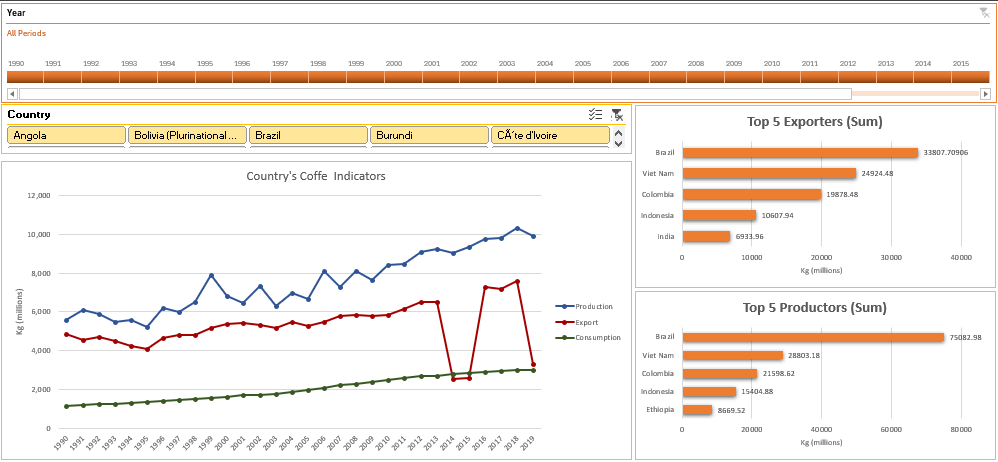 Year
All Periods
1990 1991 1992 1993 1994 1995 1996 1997 1998 1999 2000 2001 2002 2003 2004 2005 2006 2007 2008 2009 2010 2011 2012 2013 2014 2015
Country
Angola Bolivia (Plurinational ... Brazil Burundi CÃ´te d'Ivoire
Country's Coffe Indicators
12,000
10,000
8,000
6,000
4,000
2,000
0
Kg (millions)
1990 1991 1992 1993 1994 1995 1996 1997 1998 1999 2000 2001 2002 2003 2004 2005 2006 2007 2008 2009 2010 2011 2012 2013 2014 2015 2016 2017 2018 2019
Production
Export
Consumption
Top 5 Exporters (Sum)
Brazil 33807.70906
Viet Nam 24924.48
Colombia 19878.48
Indonesia 10607.94
India 6933.96
0 10000 20000 30000 40000
Kg (millions)
Top 5 Productors (Sum)
Brazil 75082.98
Viet Nam 28803.18
Colombia 21598.62
Indonesia 15404.88
Ethiopia 8669.52
0 20000 40000 60000 80000
Kg (millions)